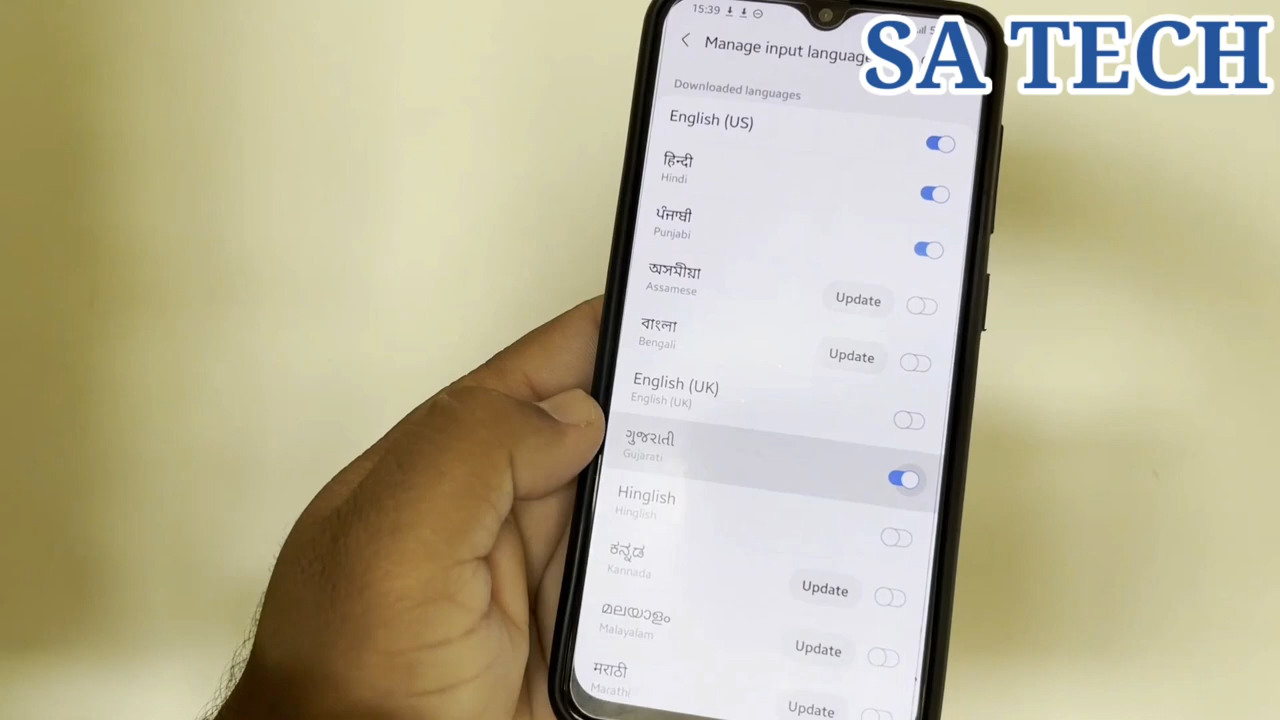 SA TECH
15:39
Manage input languag
Downloaded languages
English (US)
हिन्दी
Hindi
ਪੰਜਾਬੀ
Punjabi
অসমীয়া
Assamese
Update
বাংলা
Bengali
Update
English (UK)
English (UK)
ગુજરાતી
Gujarati
Hinglish
Hinglish
ಕನ್ನಡ
Kannada
Update
മലയാളം
Malayalam
Update
मराठी
Marathi
Update